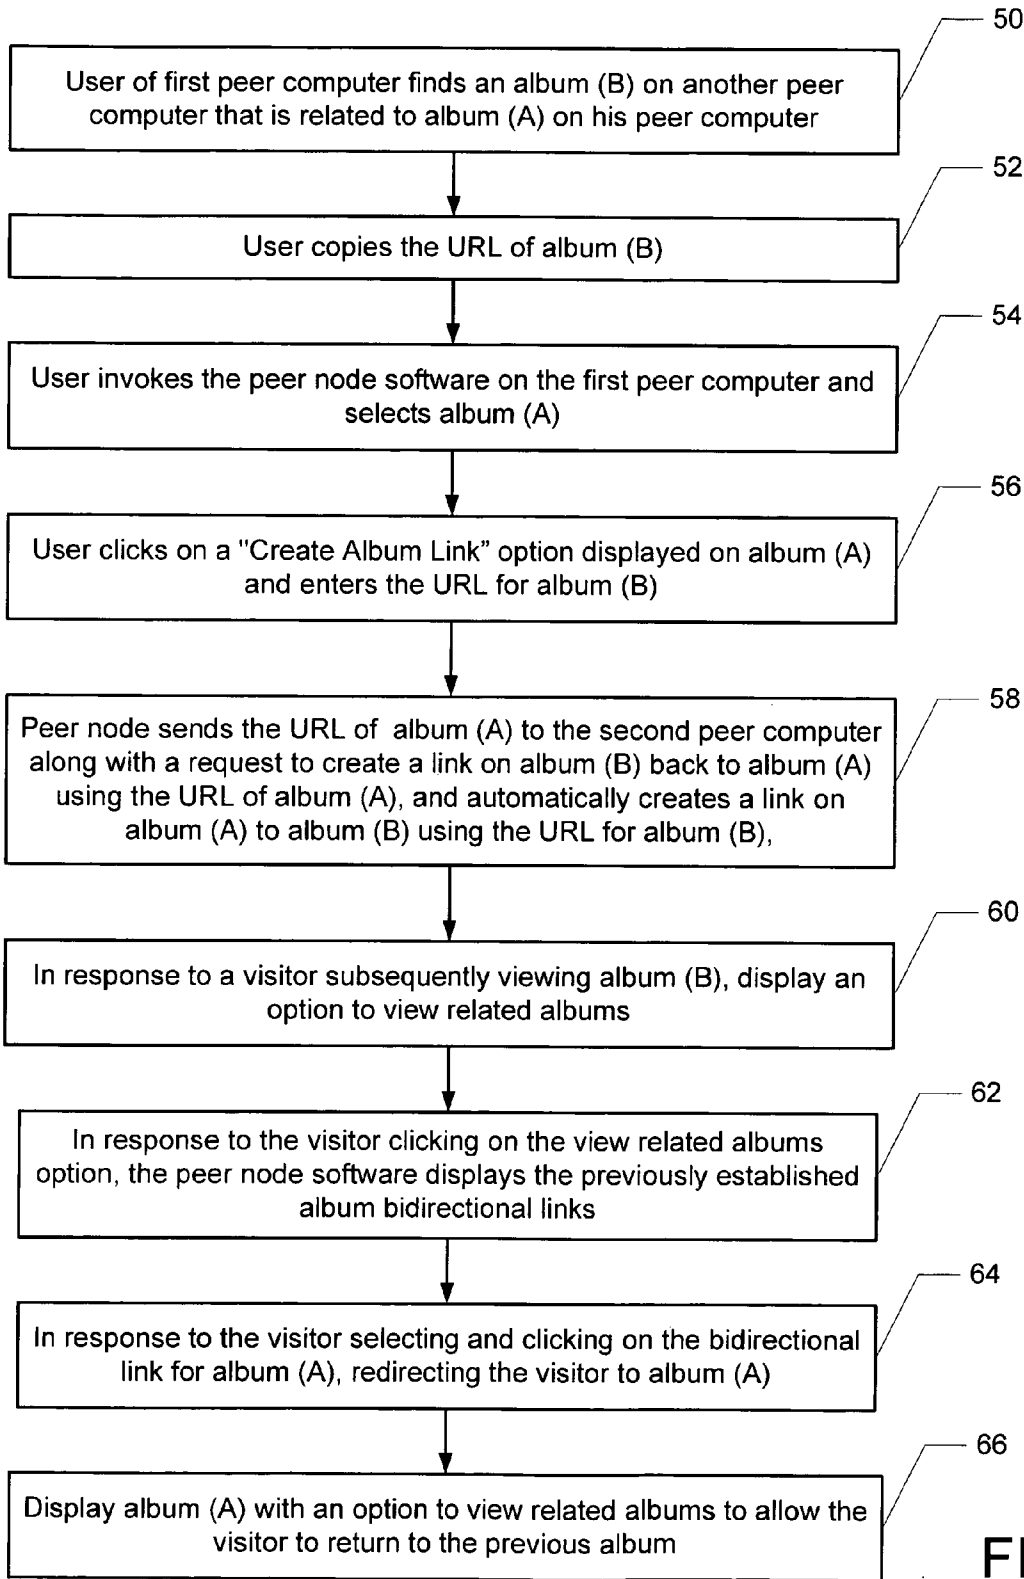 50
User of first peer computer finds an album (B) on another peer
computer that is related to album (A) on his peer computer
52
User copies the URL of album (B)
54
User invokes the peer node software on the first peer computer and
selects album (A)
56
User clicks on a "Create Album Link” option displayed on album (A)
and enters the URL for album (B)
58
Peer node sends the URL of album (A) to the second peer computer
along with a request to create a link on album (B) back to album (A)
using the URL of album (A), and automatically creates a link on
album (A) to album (B) using the URL for album (B),
60
In response to a visitor subsequently viewing album (B), display an
option to view related albums
62
In response to the visitor clicking on the view related albums
option, the peer node software displays the previously established
album bidirectional links
64
In response to the visitor selecting and clicking on the bidirectional
link for album (A), redirecting the visitor to album (A)
66
Display album (A) with an option to view related albums to allow the
visitor to return to the previous album